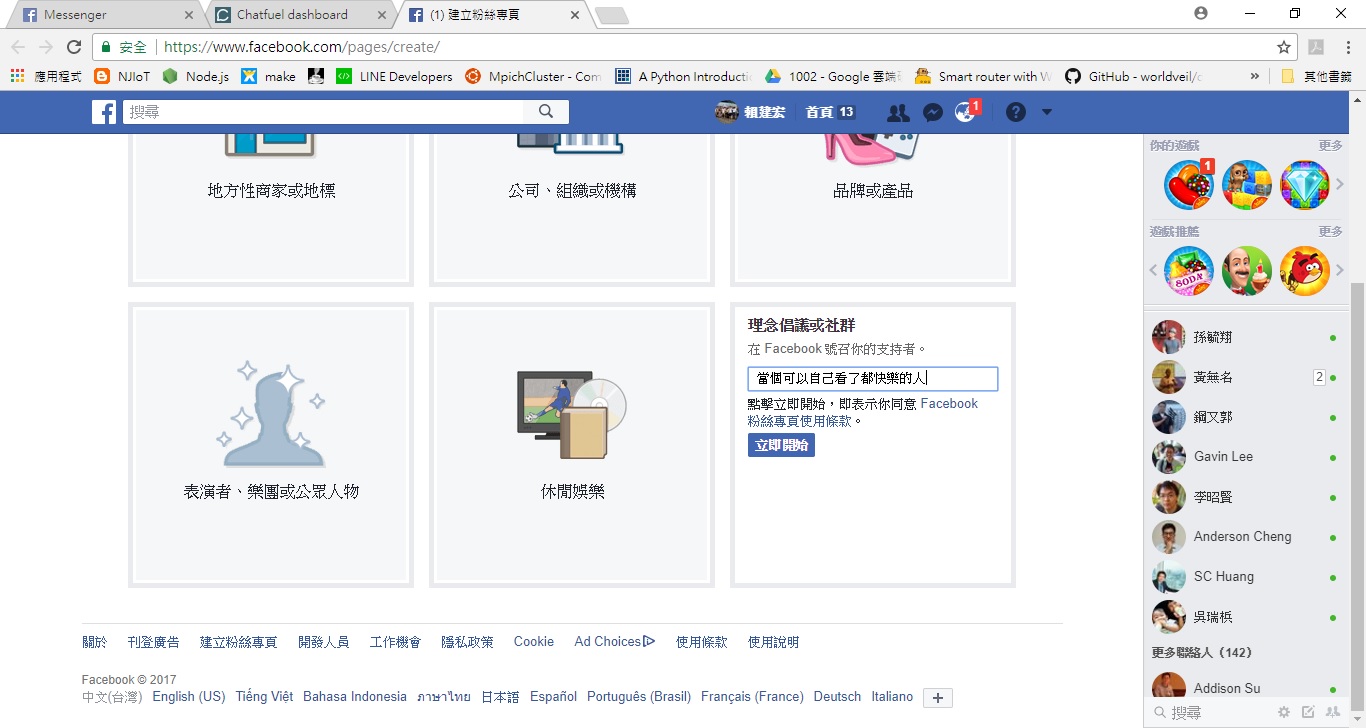 Messenger
Chatfuel dashboard
(1) 建立粉絲專頁
安全
https://www.facebook.com/pages/create/
應用程式
NJIoT
Node.js
make
LINE Developers
MpichCluster - Com
A Python Introductio
1002 - Google 雲端
Smart router with W
GitHub - worldveil/d
»
其他書籤
搜尋
賴建宏
首頁 13
1
地方性商家或地標
公司、組織或機構
品牌或產品
表演者、樂團或公眾人物
休閒娛樂
理念倡議或社群
在 Facebook 號召你的支持者。
當個可以自己看了都快樂的人
點擊立即開始，即表示你同意 Facebook
粉絲專頁使用條款。
立即開始
你的遊戲
更多
1
遊戲推薦
更多
SODA
孫毓翔
黃無名
2
鋼又郭
Gavin Lee
李昭賢
Anderson Cheng
SC Huang
吳瑞
更多聯絡人 (142)
Addison Su
搜尋
關於
刊登廣告
建立粉絲專頁
開發人員
工作機會
隱私政策
Cookie
Ad Choices
使用條款
使用說明
Facebook © 2017
中文(台灣)
English (US)
Tiếng Việt
Bahasa Indonesia
ภาษาไทย
日本語
Español
Português (Brasil)
Français (France)
Deutsch
Italiano